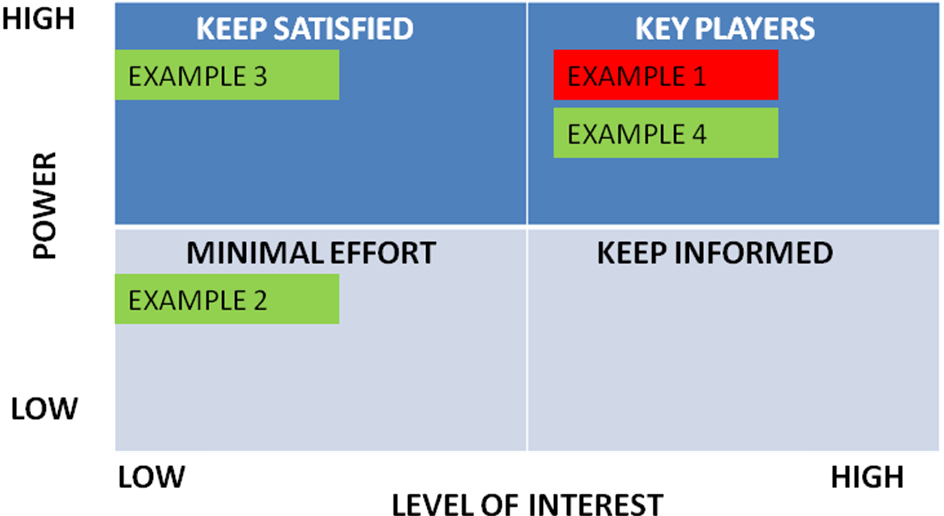 HIGH
KEEP SATISFIED
KEY PLAYERS
EXAMPLE 3
EXAMPLE 1
EXAMPLE 4
POWER
MINIMAL EFFORT
KEEP INFORMED
EXAMPLE 2
LOW
LOW
HIGH
LEVEL OF INTEREST